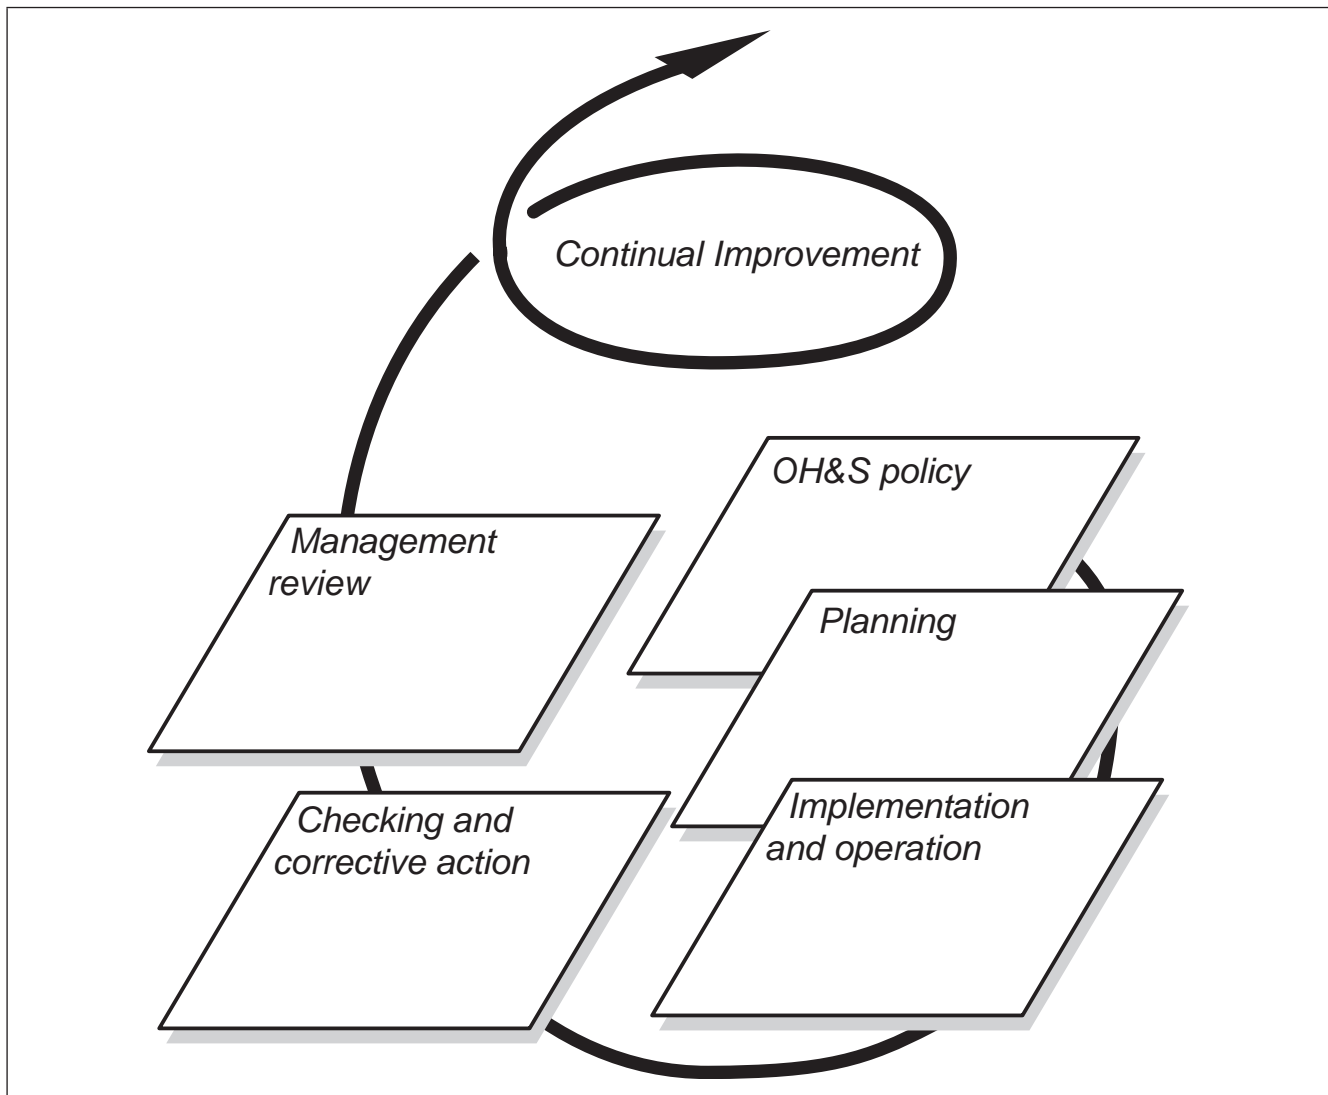 Continual Improvement
OH&S policy
Management
review
Planning
Checking and
corrective action
Implementation
and operation